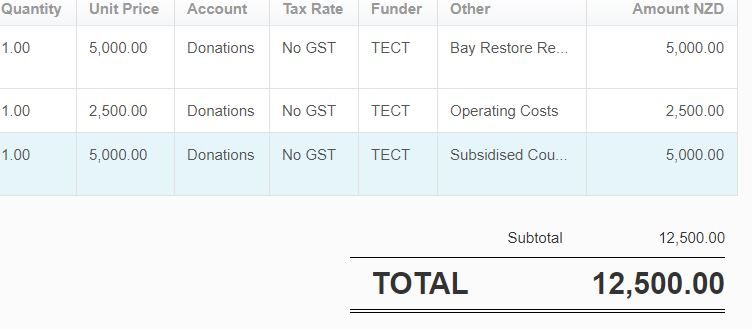 Quantity Unit Price Account Tax Rate Funder Other Amount NZD
1.00 5,000.00 Donations No GST TECT Bay Restore Re... 5,000.00
1.00 2,500.00 Donations No GST TECT Operating Costs 2,500.00
1.00 5,000.00 Donations No GST TECT Subsidised Cou... 5,000.00
Subtotal 12,500.00
TOTAL 12,500.00